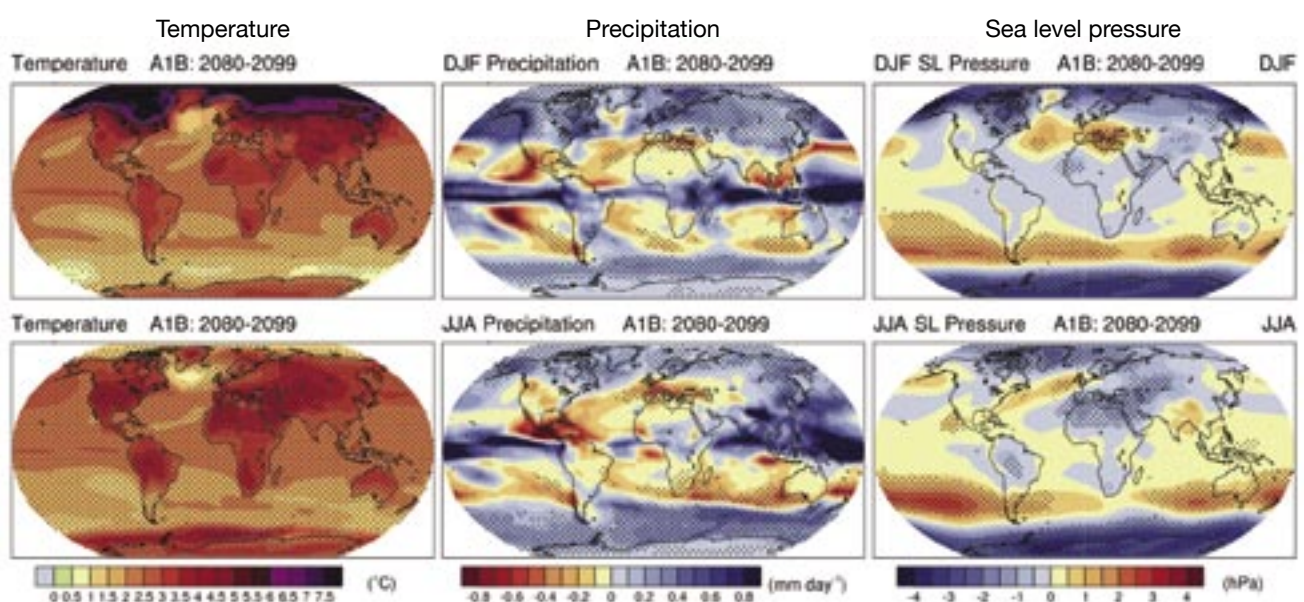 Temperature Precipitation Sea level pressure
Temperature A1B: 2080-2099 DJF Precipitation A1B: 2080-2099 DJF SL Pressure A1B: 2080-2099 DJF
Temperature A1B: 2080-2099 JJA Precipitation A1B: 2080-2099 JJA SL Pressure A1B: 2080-2099 JJA
0 0.5 1 1.5 2 2.5 3 3.5 4 4.5 5 5.5 6 6.5 7 7.5 (°C) -0.8 -0.6 -0.4 -0.2 0 0.2 0.4 0.6 0.8 (mm day⁻¹) -4 -3 -2 -1 0 1 2 3 4 (hPa)